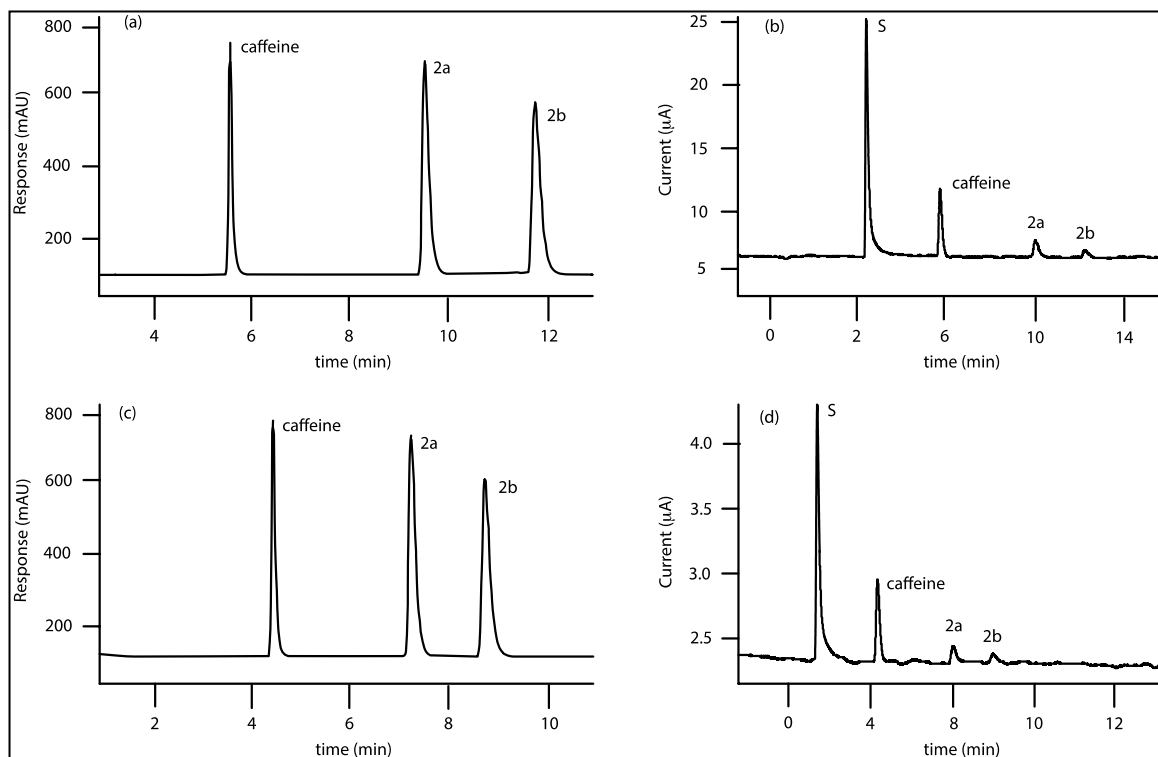 (a)
800
600
400
200
Response (mAU)
caffeine
2a
2b
4 6 8 10 12
time (min)
(b)
25
20
15
10
5
Current (μA)
S
caffeine
2a
2b
0 2 6 10 14
time (min)
(c)
800
600
400
200
Response (mAU)
caffeine
2a
2b
2 4 6 8 10
time (min)
(d)
4.0
3.5
3.0
2.5
Current (μA)
S
caffeine
2a
2b
0 4 8 10 12
time (min)